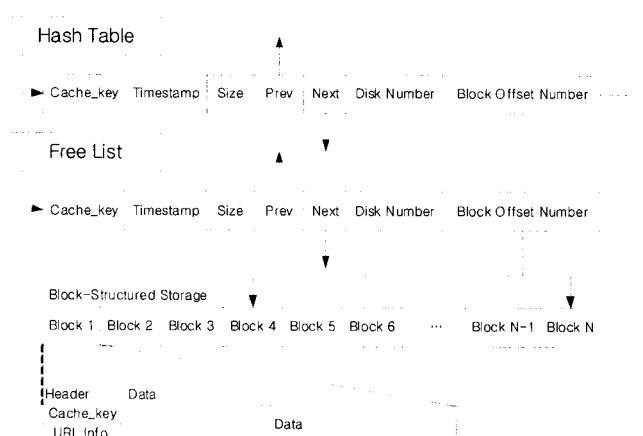 Hash Table
Cache_key Timestamp Size Prev Next Disk Number Block Offset Number
Free List
Cache_key Timestamp Size Prev Next Disk Number Block Offset Number
Block-Structured Storage
Block 1 Block 2 Block 3 Block 4 Block 5 Block 6 ... Block N-1 Block N
Header Data
Cache_key
Data
URL Info